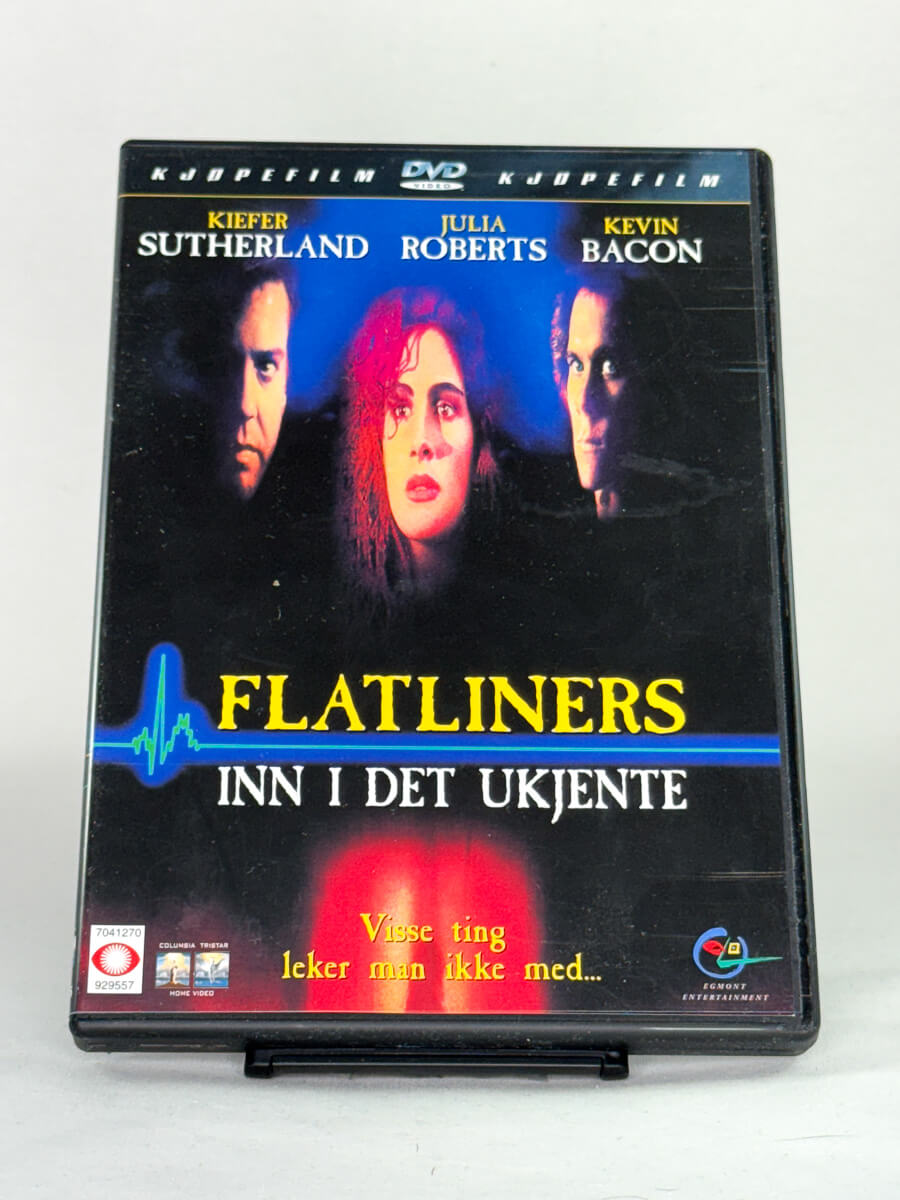 KJØPEFILM DVD VIDEO KJØPEFILM
KIEFER JULIA KEVIN
SUTHERLAND ROBERTS BACON
FLATLINERS
INN I DET UKJENTE
Visse ting
leker man ikke med...
7041270
929557
COLUMBIA TRISTAR
HOME VIDEO
EGMONT
ENTERTAINMENT